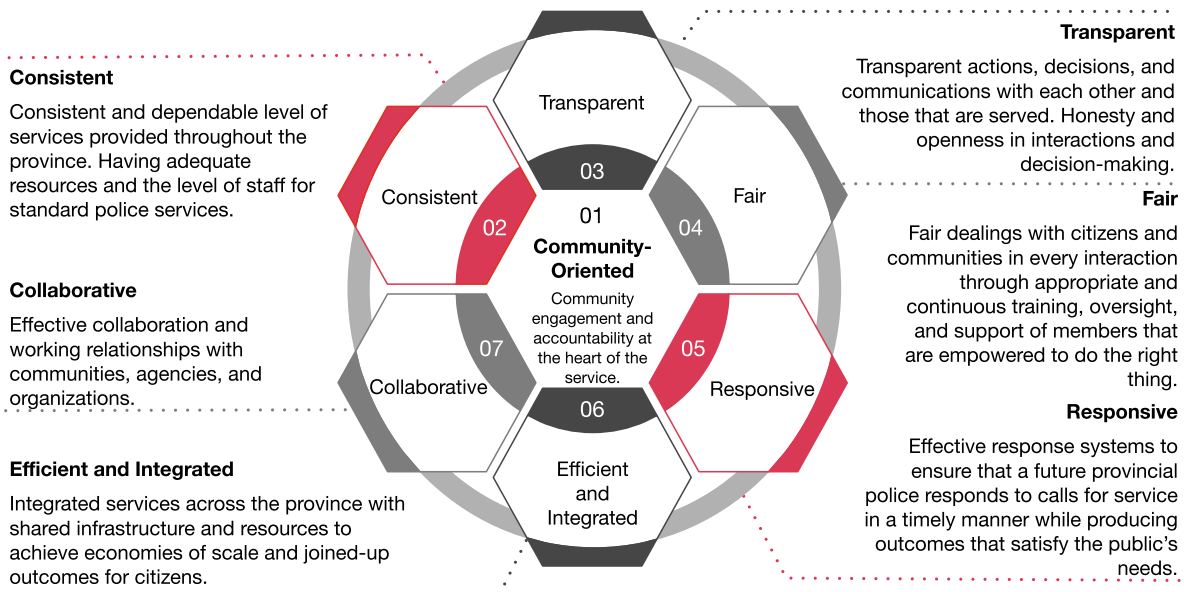 Consistent
Consistent and dependable level of
services provided throughout the
province. Having adequate
resources and the level of staff for
standard police services.
Collaborative
Effective collaboration and
working relationships with
communities, agencies, and
organizations.
Efficient and Integrated
Integrated services across the province with
shared infrastructure and resources to
achieve economies of scale and joined-up
outcomes for citizens.
Transparent
03
Consistent
02
Fair
04
01
Community-
Oriented
Community
engagement and
accountability at
the heart of the
service.
07
Collaborative
05
Responsive
06
Efficient
and
Integrated
Transparent
Transparent actions, decisions, and
communications with each other and
those that are served. Honesty and
openness in interactions and
decision-making.
Fair
Fair dealings with citizens and
communities in every interaction
through appropriate and
continuous training, oversight,
and support of members that
are empowered to do the right
thing.
Responsive
Effective response systems to
ensure that a future provincial
police responds to calls for service
in a timely manner while producing
outcomes that satisfy the public’s
needs.